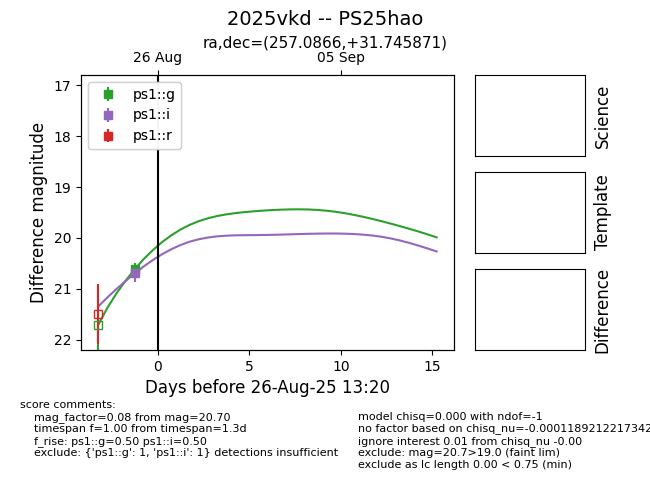 2025vkd -- PS25hao
ra,dec=(257.0866,+31.745871)
26 Aug
05 Sep
17
18
19
20
21
22
Difference magnitude
ps1::g
ps1::i
ps1::r
0
5
10
15
Days before 26-Aug-25 13:20
Science
Template
Difference
score comments:
mag_factor=0.08 from mag=20.70
timespan f=1.00 from timespan=1.3d
f_rise: ps1::g=0.50 ps1::i=0.50
exclude: {'ps1::g': 1, 'ps1::i': 1} detections insufficient
model chisq=0.000 with ndof=-1
no factor based on chisq_nu=-0.0001189212217342
ignore interest 0.01 from chisq_nu -0.00
exclude: mag=20.7>19.0 (faint lim)
exclude as lc length 0.00 < 0.75 (min)